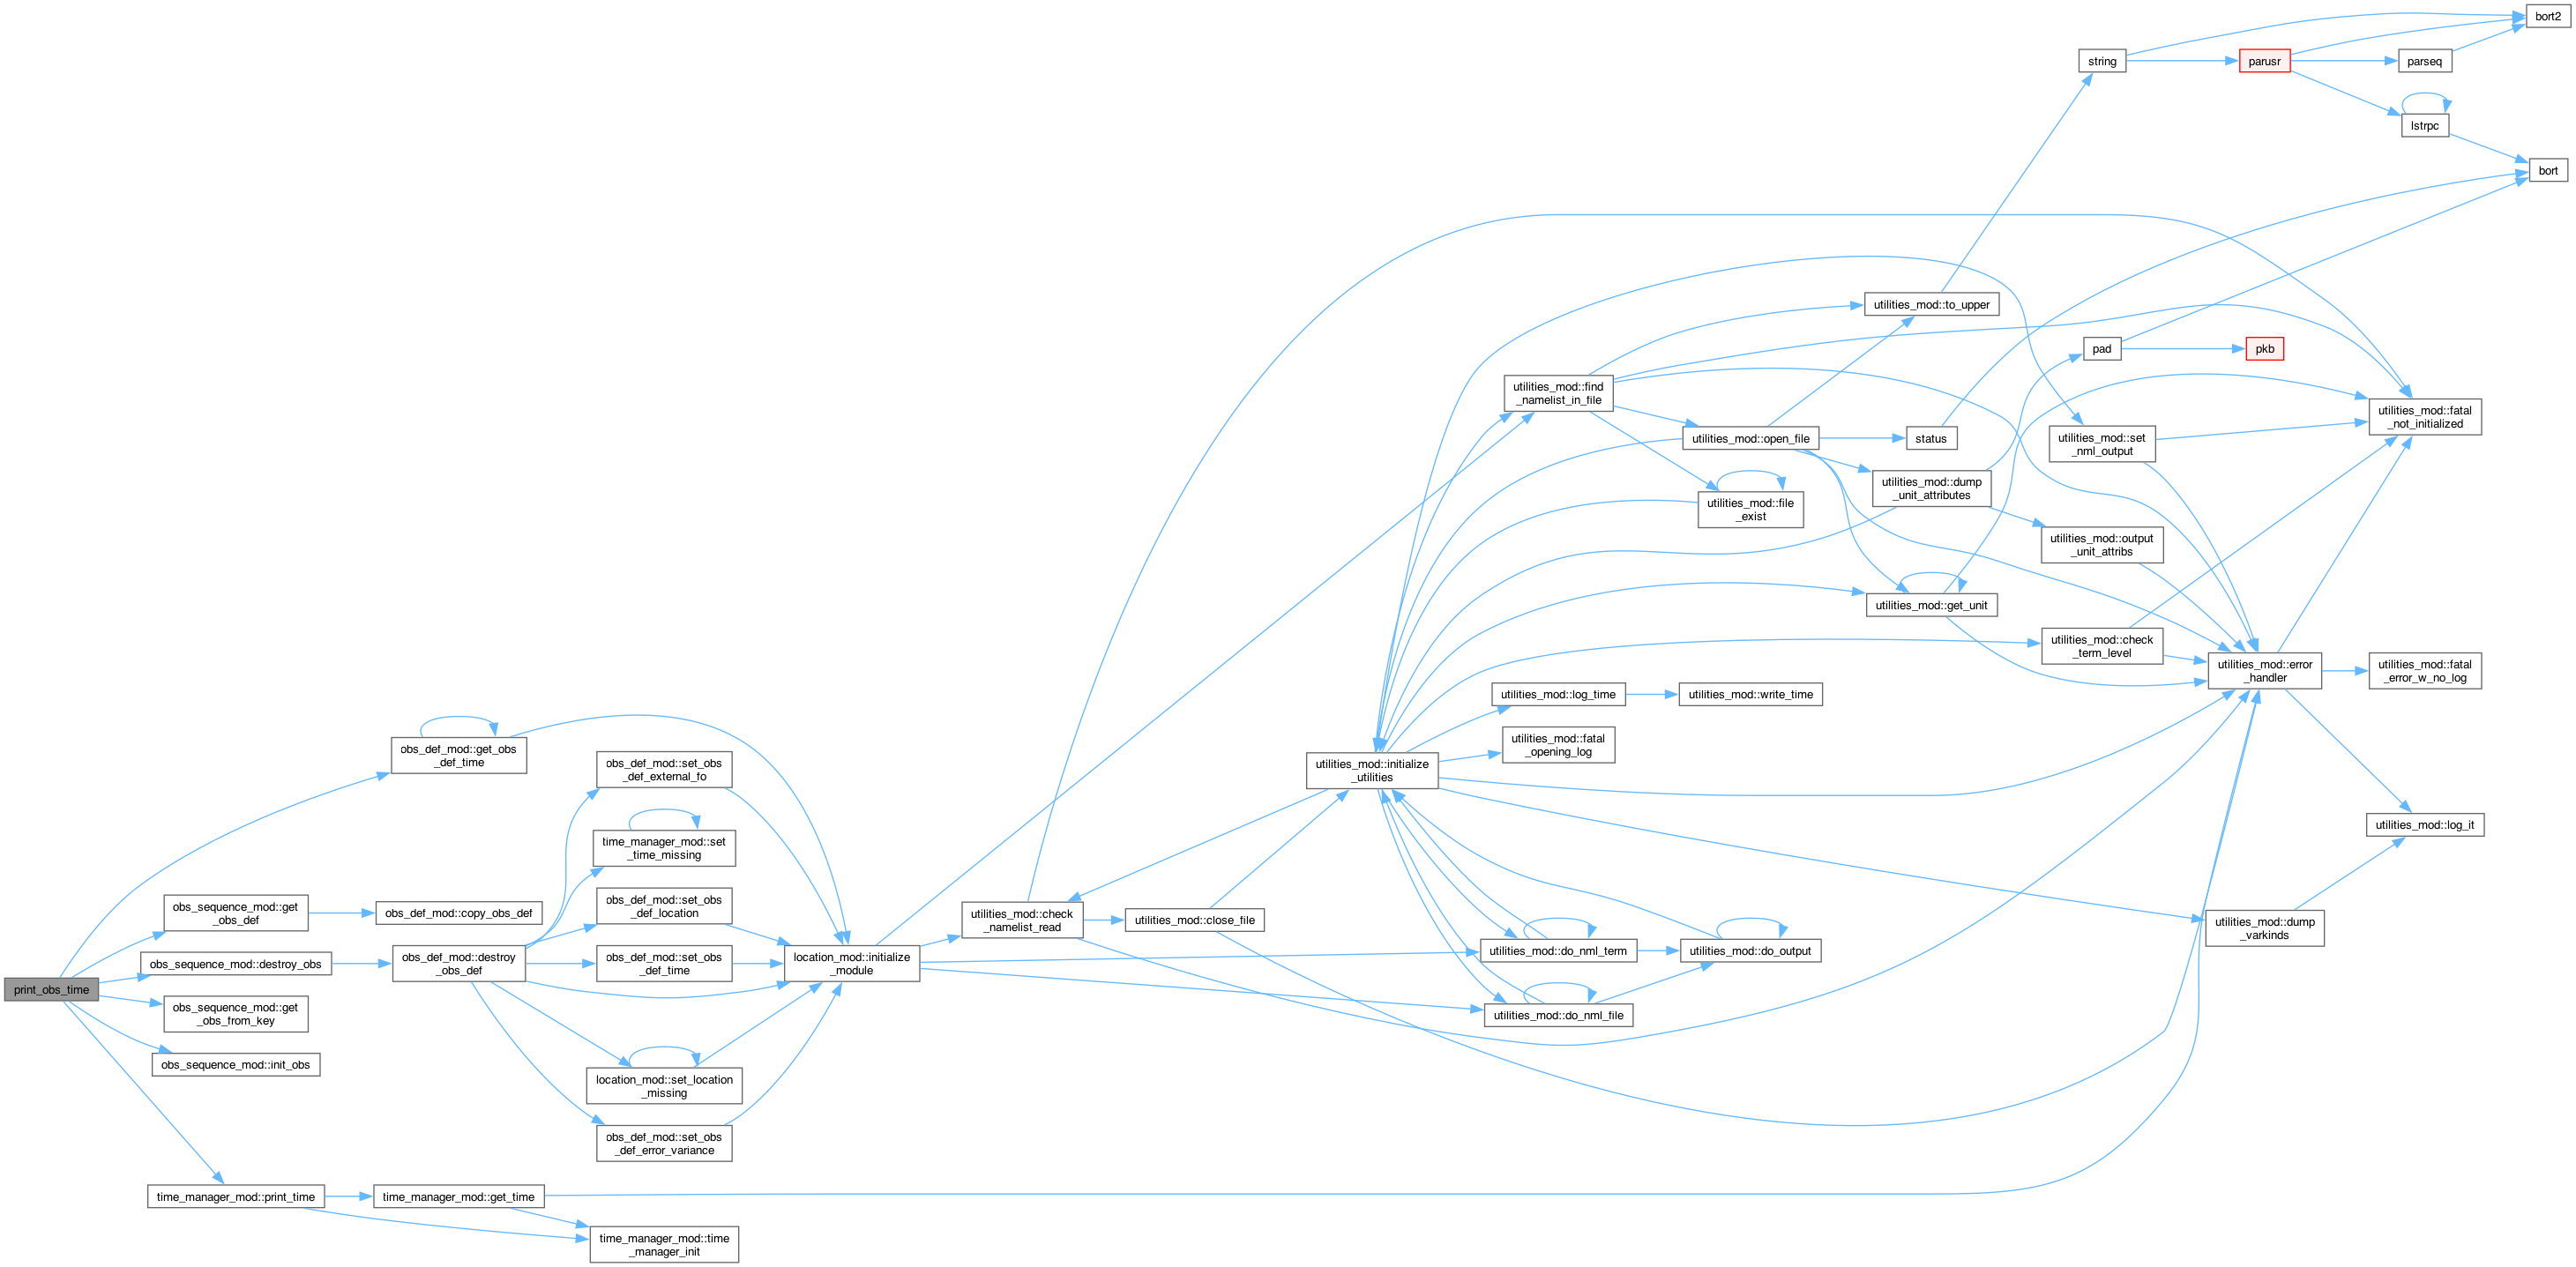 bort2
string
parusr
parseq
lstrpc
bort
utilities_mod::to_upper
pad
pkb
utilities_mod::find
_namelist_in_file
utilities_mod::fatal
_not_initialized
utilities_mod::open_file
status
utilities_mod::set
_nml_output
utilities_mod::dump
_unit_attributes
utilities_mod::file
_exist
utilities_mod::output
_unit_attribs
utilities_mod::get_unit
utilities_mod::check
_term_level
utilities_mod::error
_handler
utilities_mod::fatal
_error_w_no_log
utilities_mod::log_time
utilities_mod::write_time
utilities_mod::fatal
_opening_log
obs_def_mod::get_obs
_def_time
obs_def_mod::set_obs
_def_external_fo
utilities_mod::initialize
_utilities
utilities_mod::log_it
time_manager_mod::set
_time_missing
obs_sequence_mod::get
_obs_def
obs_def_mod::copy_obs_def
obs_def_mod::set_obs
_def_location
utilities_mod::check
_namelist_read
utilities_mod::close_file
utilities_mod::dump
_varkinds
obs_sequence_mod::destroy_obs
obs_def_mod::destroy
_obs_def
obs_def_mod::set_obs
_def_time
location_mod::initialize
_module
utilities_mod::do_nml_term
utilities_mod::do_output
print_obs_time
obs_sequence_mod::get
_obs_from_key
utilities_mod::do_nml_file
obs_sequence_mod::init_obs
location_mod::set_location
_missing
obs_def_mod::set_obs
_def_error_variance
time_manager_mod::print_time
time_manager_mod::get_time
time_manager_mod::time
_manager_init